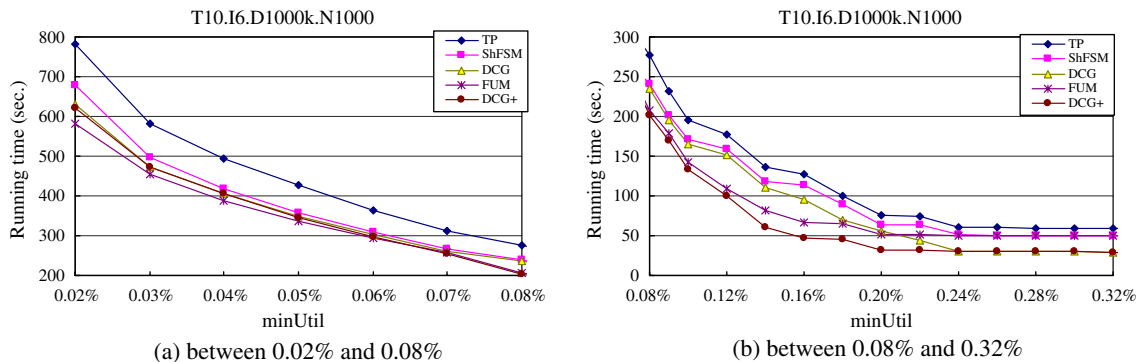 T10.I6.D1000k.N1000
Running time (sec.)
800
700
600
500
400
300
200
TP
ShFSM
DCG
FUM
DCG+
0.02%
0.03%
0.04%
0.05%
0.06%
0.07%
0.08%
minUtil
(a) between 0.02% and 0.08%
T10.I6.D1000k.N1000
Running time (sec.)
300
250
200
150
100
50
0
TP
ShFSM
DCG
FUM
DCG+
0.08%
0.12%
0.16%
0.20%
0.24%
0.28%
0.32%
minUtil
(b) between 0.08% and 0.32%